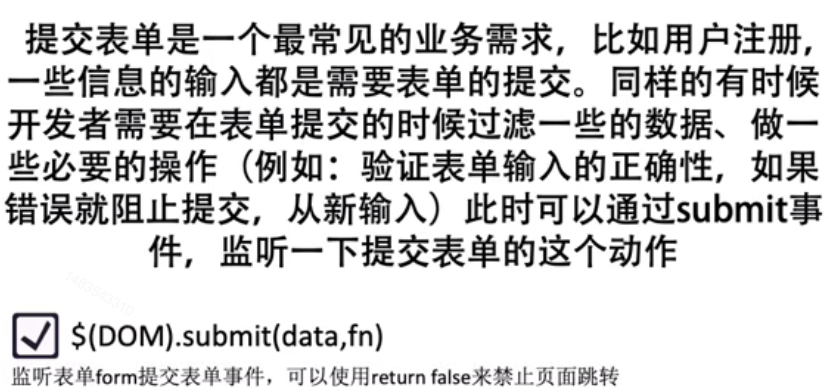 提交表单是一个最常见的业务需求，比如用户注册，
一些信息的输入都是需要表单的提交。同样的有时候
开发者需要在表单提交的时候过滤一些的数据、做一
些必要的操作（例如：验证表单输入的正确性，如果
错误就阻止提交，从新输入）此时可以通过submit事
件，监听一下提交表单的这个动作
$(DOM).submit(data,fn)
监听表单form提交表单事件，可以使用return false来禁止页面跳转